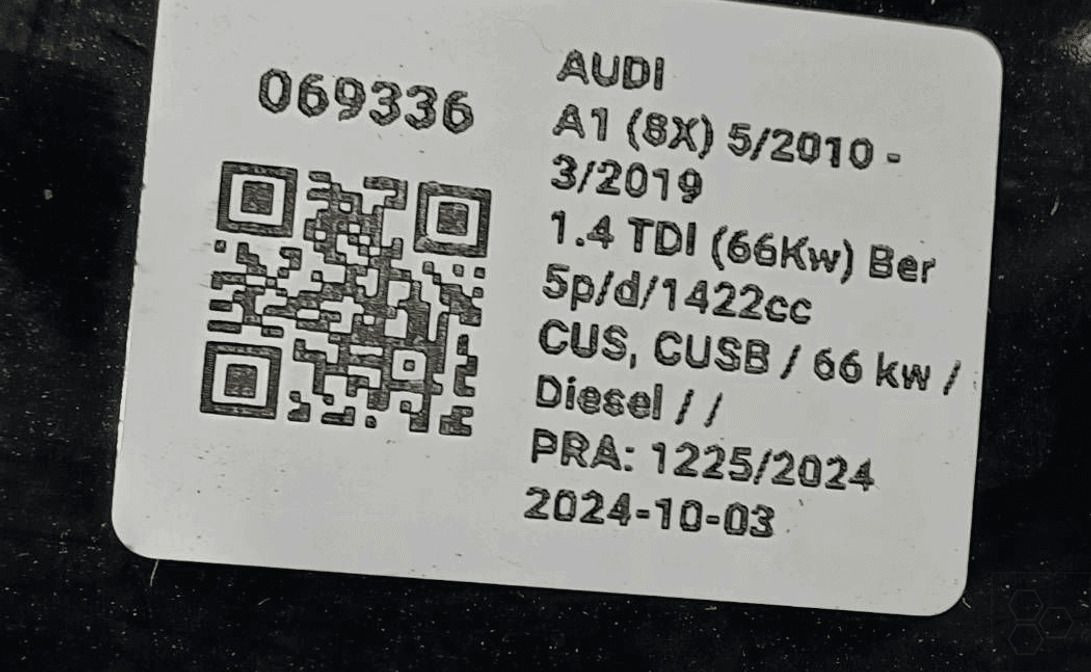 069336
AUDI
A1 (8X) 5/2010 -
3/2019
1.4 TDI (66Kw) Ber
5p/d/1422cc
CUS, CUSB / 66 kw /
Diesel / /
PRA: 1225/2024
2024-10-03